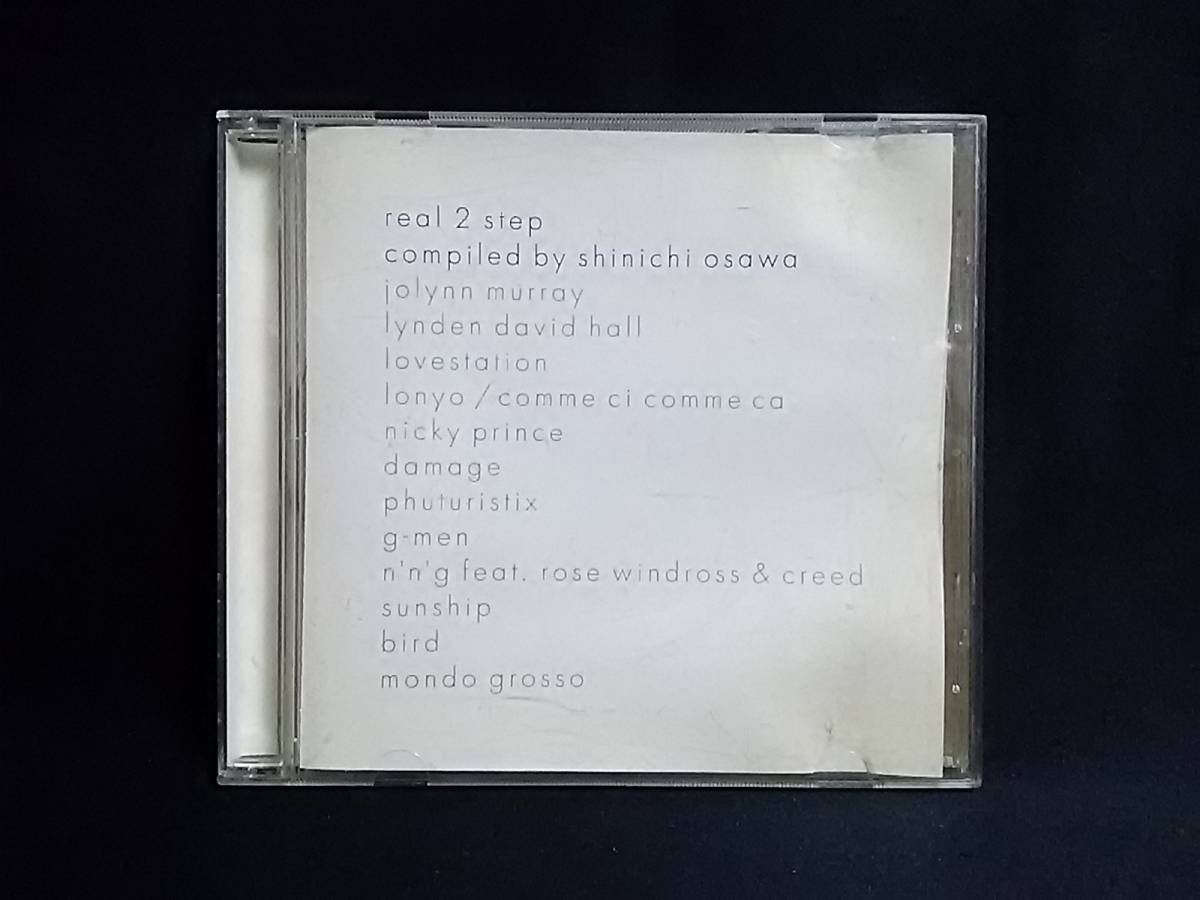 real 2 step
compiled by shinichi osawa
jolynn murray
lynden david hall
lovestation
lonyo / comme ci comme ca
nicky prince
damage
phuturistix
g-men
n'n'g feat. rose windross & creed
sunship
bird
mondo grosso